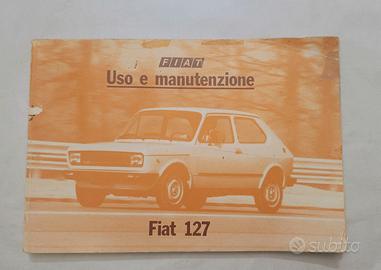 FIAT
Uso e manutenzione
Fiat 127
subito